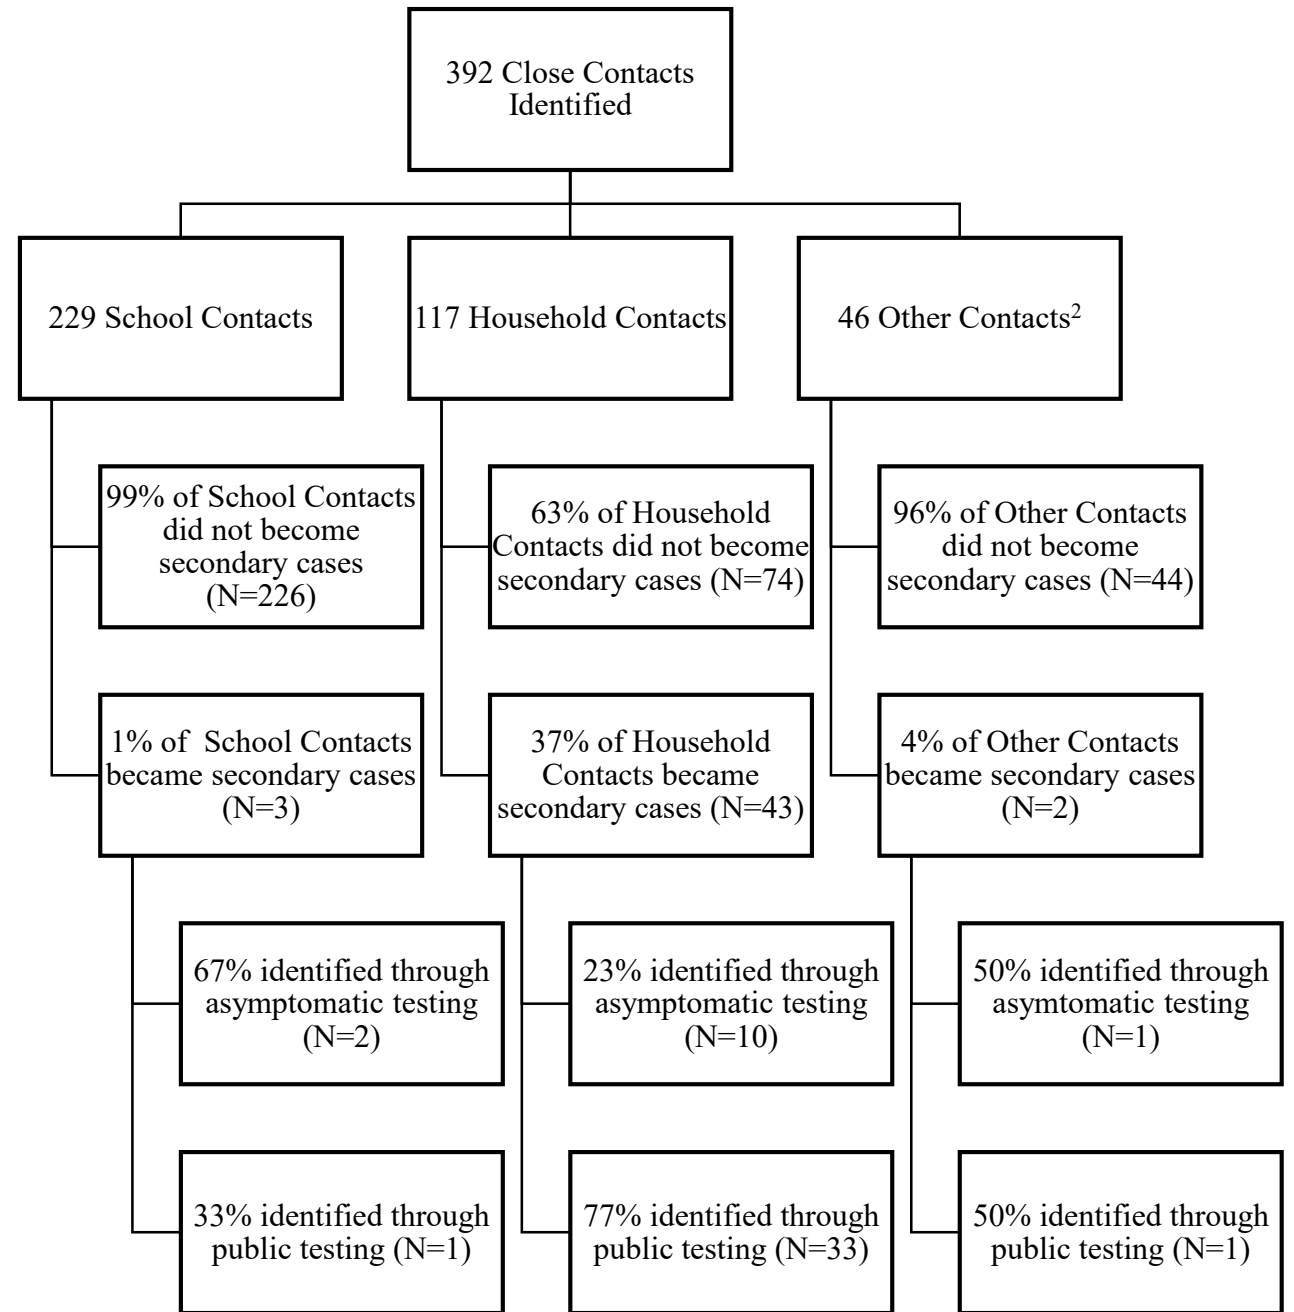 392 Close Contacts
Identified
229 School Contacts
117 Household Contacts
46 Other Contacts²
99% of School Contacts
did not become
secondary cases
(N=226)
63% of Household
Contacts did not become
secondary cases (N=74)
96% of Other Contacts
did not become
secondary cases (N=44)
1% of  School Contacts
became secondary cases
(N=3)
37% of Household
Contacts became
secondary cases (N=43)
4% of Other Contacts
became secondary cases
(N=2)
67% identified through
asymptomatic testing
(N=2)
23% identified through
asymptomatic testing
(N=10)
50% identified through
asymtomatic testing
(N=1)
33% identified through
public testing (N=1)
77% identified through
public testing (N=33)
50% identified through
public testing (N=1)